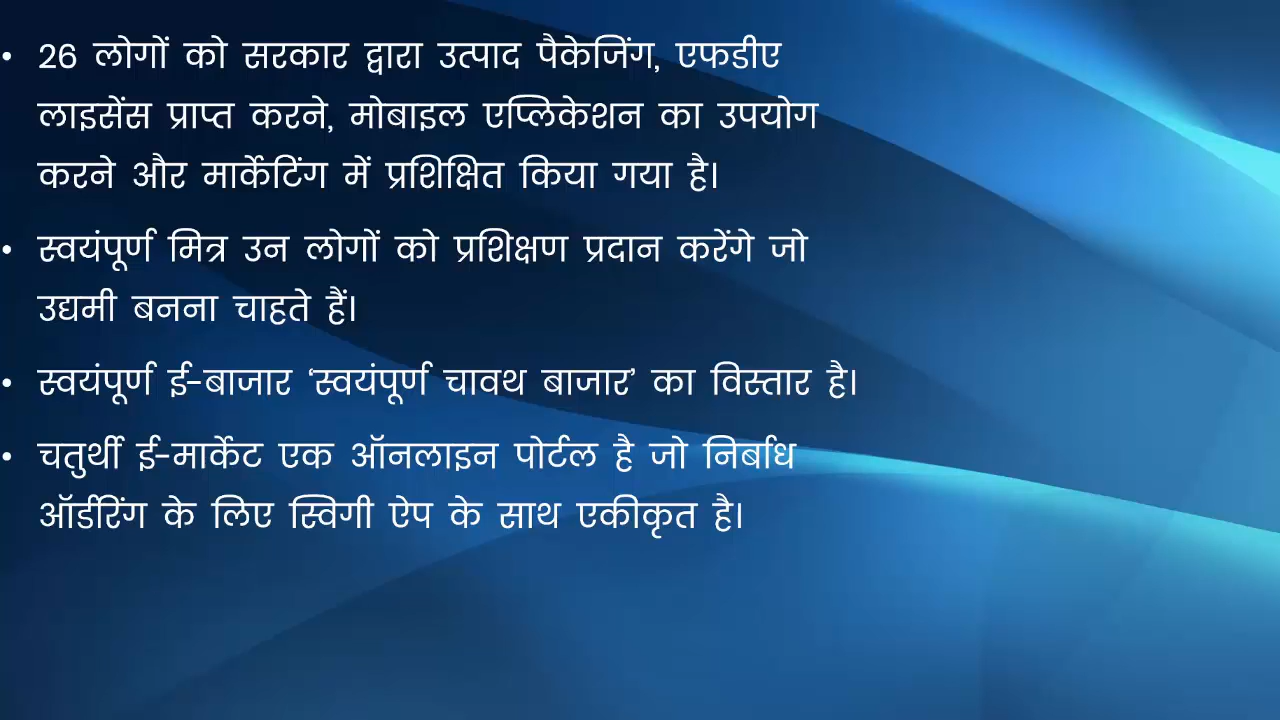 • 26 लोगों को सरकार द्वारा उत्पाद पैकेजिंग, एफडीए
लाइसेंस प्राप्त करने, मोबाइल एप्लिकेशन का उपयोग
करने और मार्केटिंग में प्रशिक्षित किया गया है।
• स्वयंपूर्ण मित्र उन लोगों को प्रशिक्षण प्रदान करेंगे जो
उद्यमी बनना चाहते हैं।
• स्वयंपूर्ण ई-बाजार ‘स्वयंपूर्ण चावथ बाजार’ का विस्तार है।
• चतुर्थी ई-मार्केट एक ऑनलाइन पोर्टल है जो निर्बाध
ऑर्डरिंग के लिए स्विगी ऐप के साथ एकीकृत है।